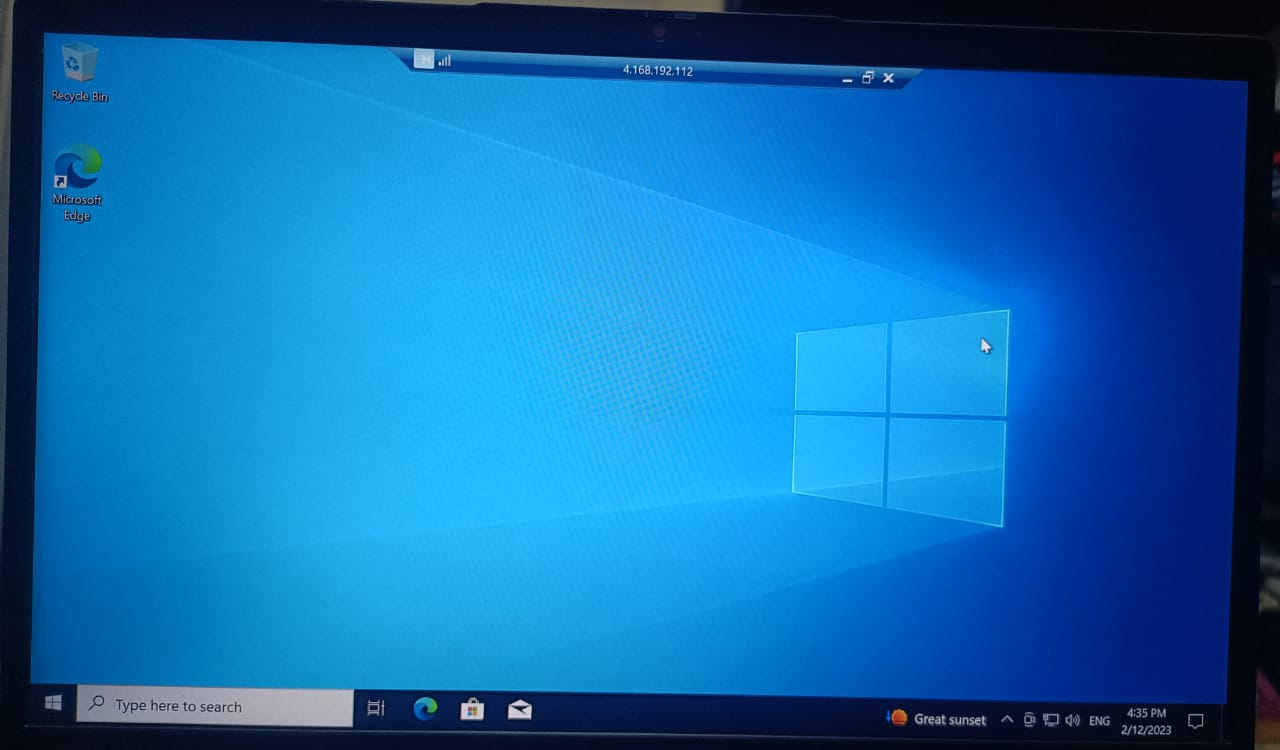 4.168.192.112
Recycle Bin
Microsoft
Edge
Type here to search
Great sunset
ENG
4:35 PM
2/12/2023